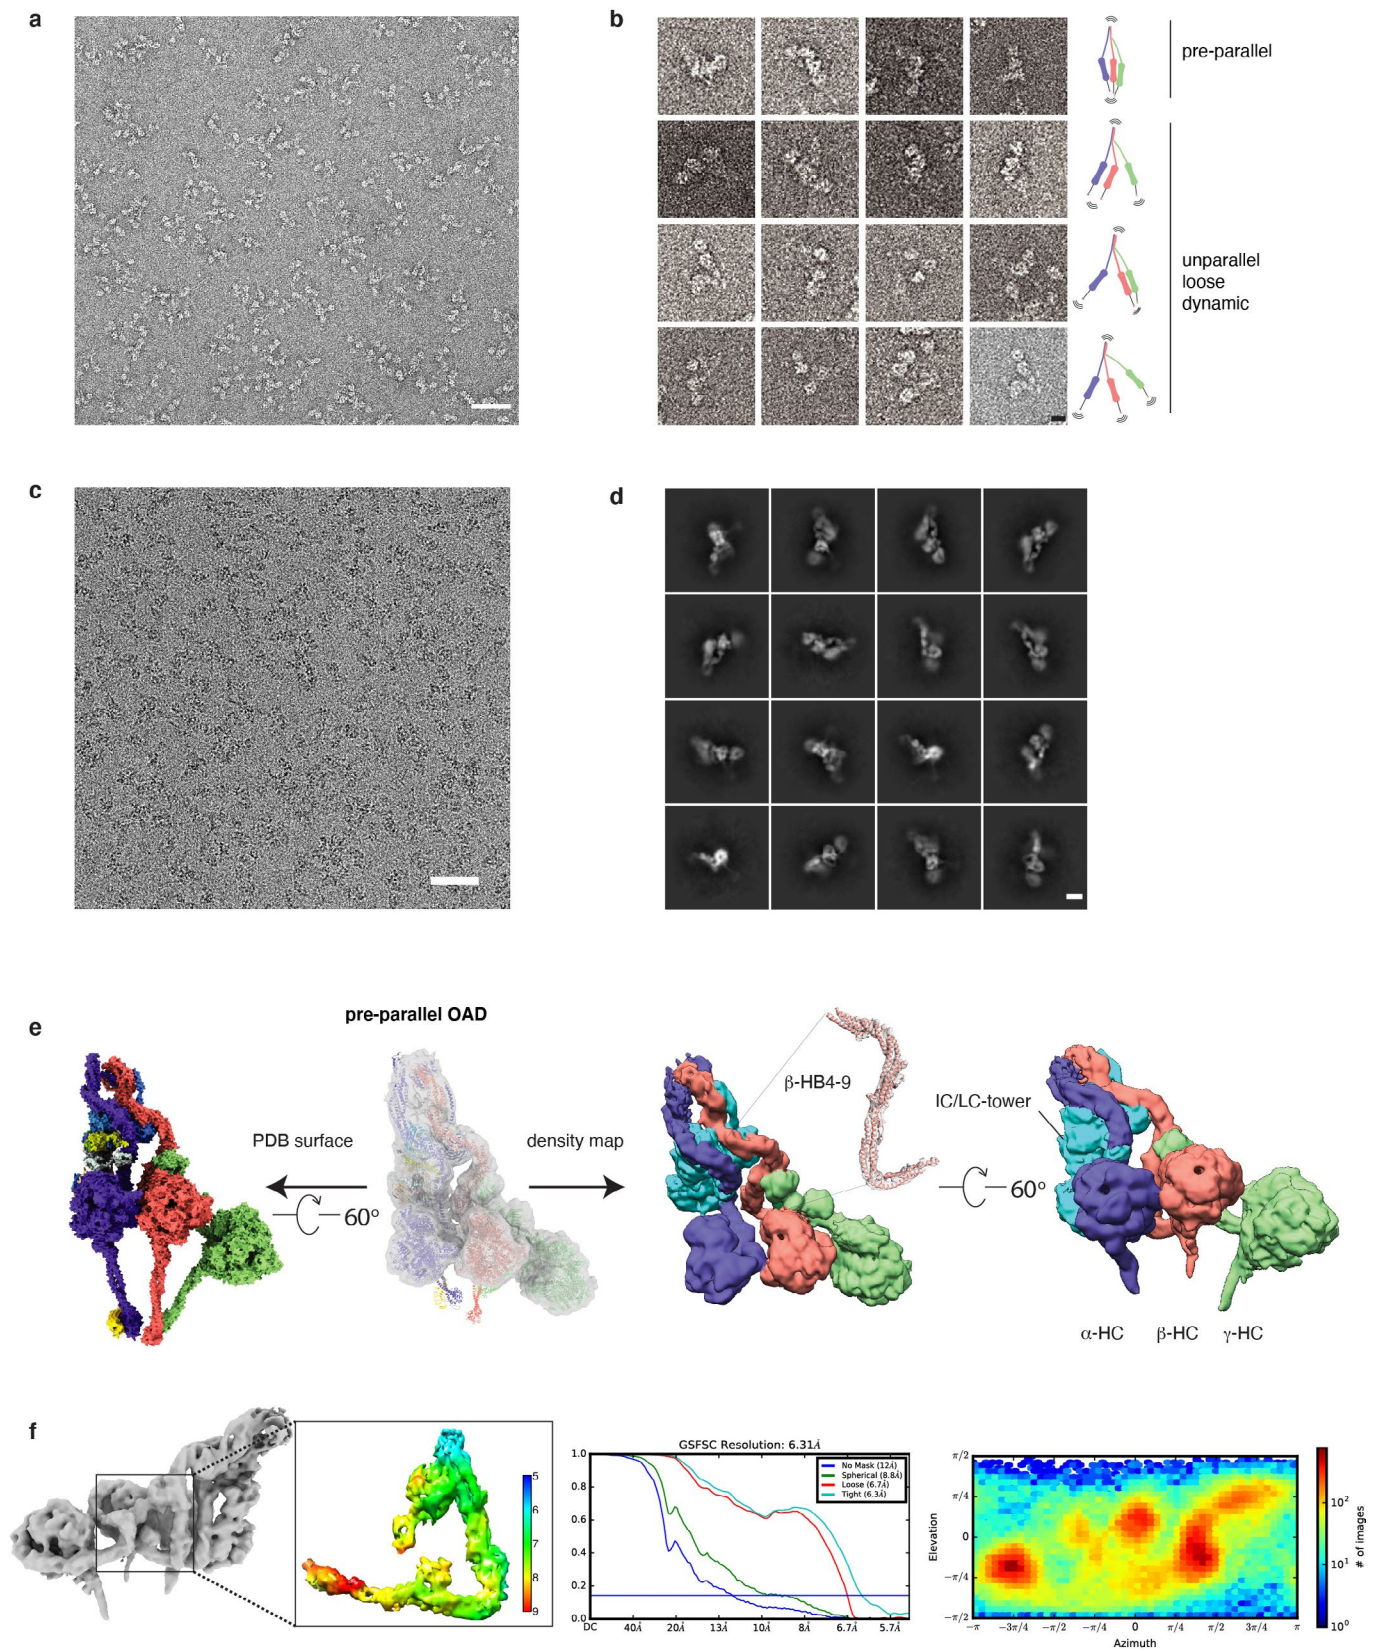 a
b
pre-parallel
unparallel
loose
dynamic
c
d
e
pre-parallel OAD
PDB surface
60°
density map
β-HB4-9
60°
IC/LC-tower
α-HC
β-HC
γ-HC
f
5
6
7
8
9
GSFSC Resolution: 6.31Å
No Mask (12Å)
Spherical (8.8Å)
Loose (6.7Å)
Tight (6.3Å)
1.0
0.8
0.6
0.4
0.2
0.0
DC 40Å 20Å 13Å 10Å 8Å 6.7Å 5.7Å
π/2
π/4
0
−π/4
−π/2
Elevation
−π −3π/4 −π/2 −π/4 0 π/4 π/2 3π/4 π
Azimuth
10²
10¹
10⁰
# of images